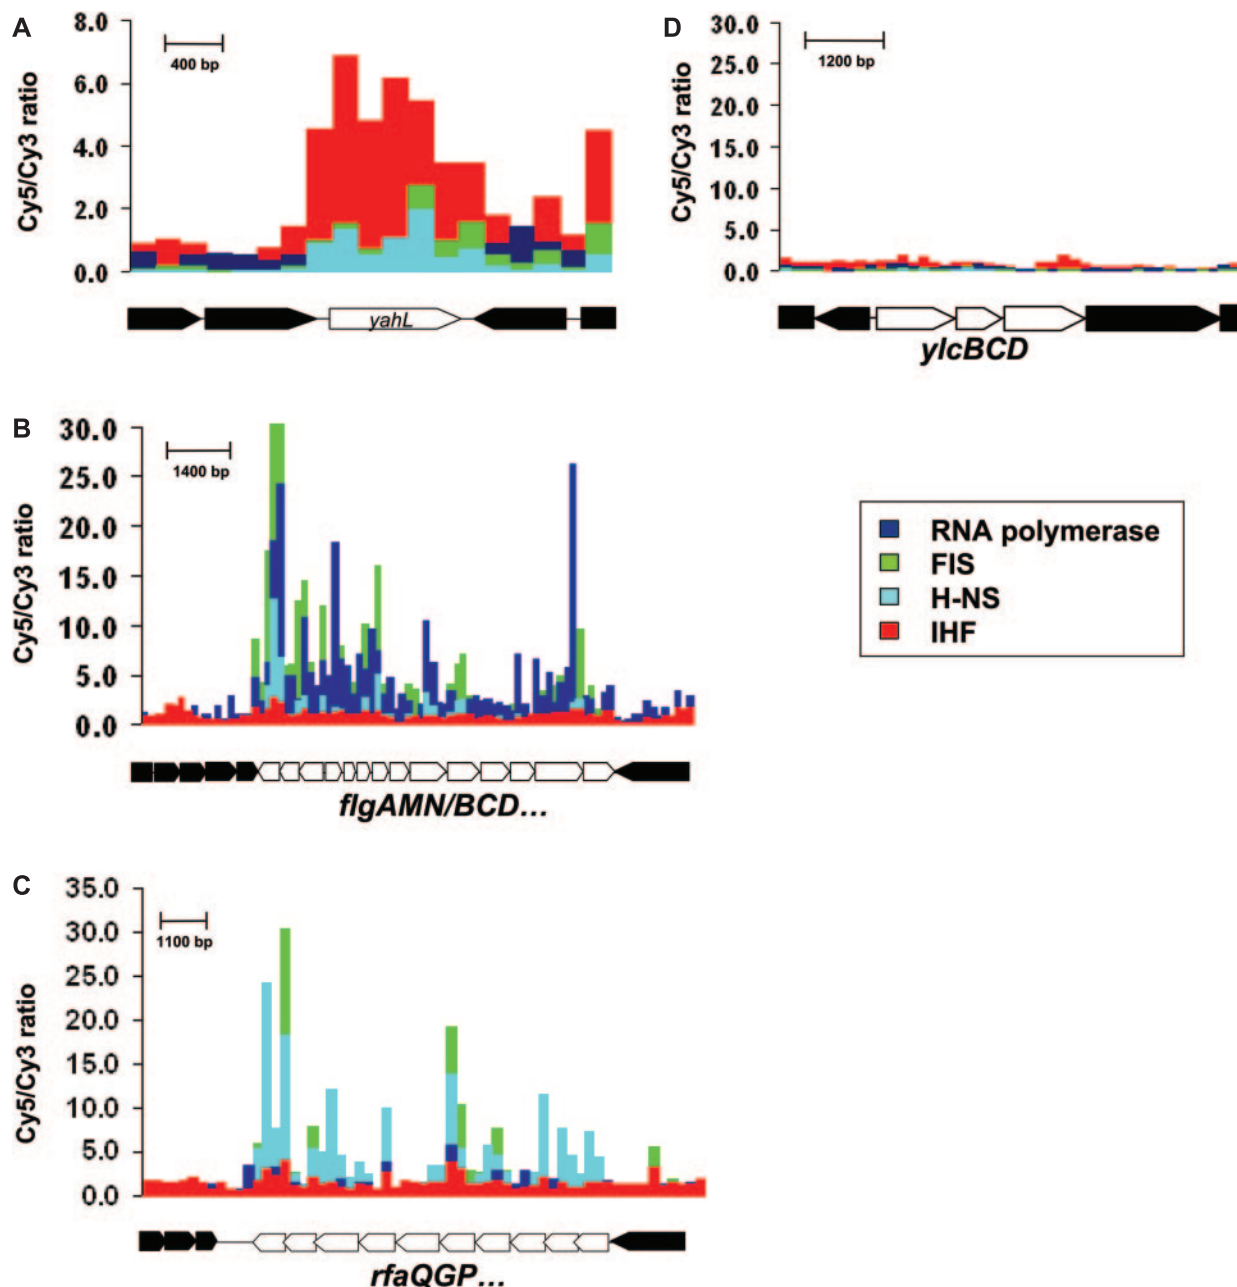 A
Cy5/Cy3 ratio
8.0
6.0
4.0
2.0
0.0
400 bp
yahL
D
Cy5/Cy3 ratio
30.0
25.0
20.0
15.0
10.0
5.0
0.0
1200 bp
ylcBCD
B
Cy5/Cy3 ratio
30.0
25.0
20.0
15.0
10.0
5.0
0.0
1400 bp
flgAMN/BCD...
RNA polymerase
FIS
H-NS
IHF
C
Cy5/Cy3 ratio
35.0
30.0
25.0
20.0
15.0
10.0
5.0
0.0
1100 bp
rfaQGP...